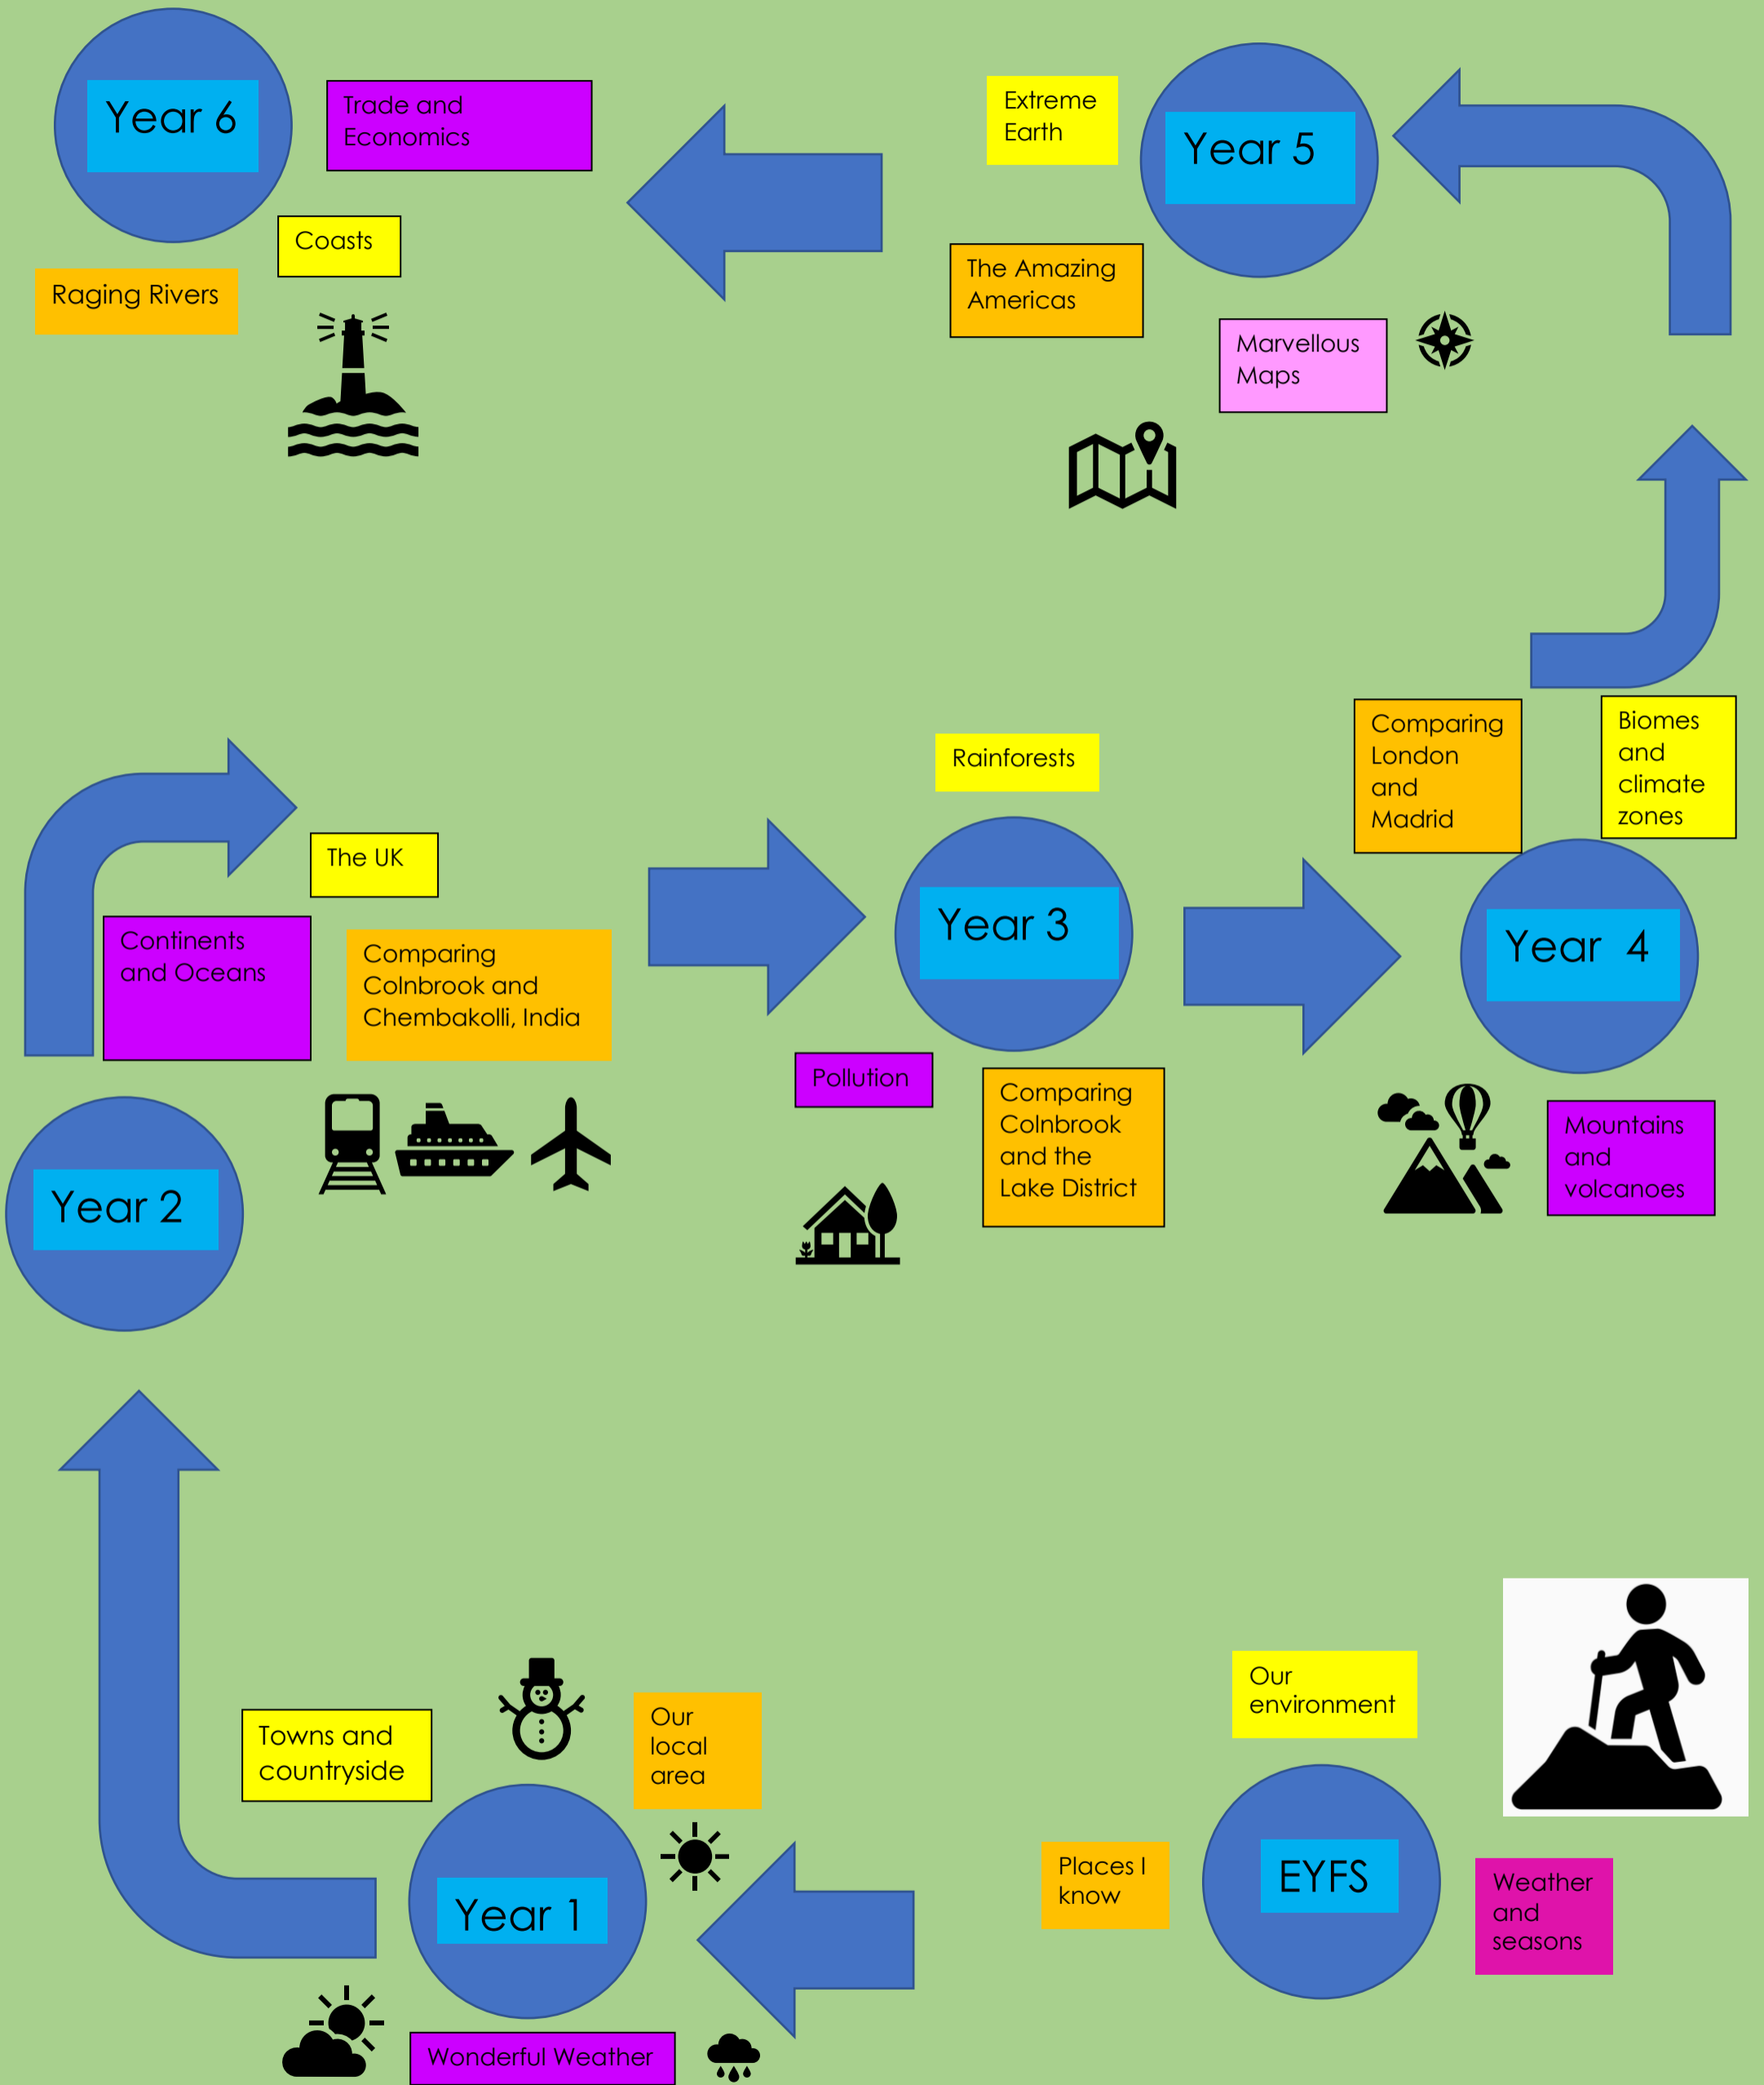 Year 6
Trade and
Economics
Coasts
Raging Rivers
Extreme
Earth
Year 5
The Amazing
Americas
Marvellous
Maps
The UK
Continents
and Oceans
Comparing
Colnbrook and
Chembakolli, India
Year 2
Rainforests
Year 3
Pollution
Comparing
Colnbrook
and the
Lake District
Comparing
London
and
Madrid
Biomes
and
climate
zones
Year 4
Mountains
and
volcanoes
Towns and
countryside
Our
local
area
Year 1
Wonderful Weather
Our
environment
Places I
know
EYFS
Weather
and
seasons